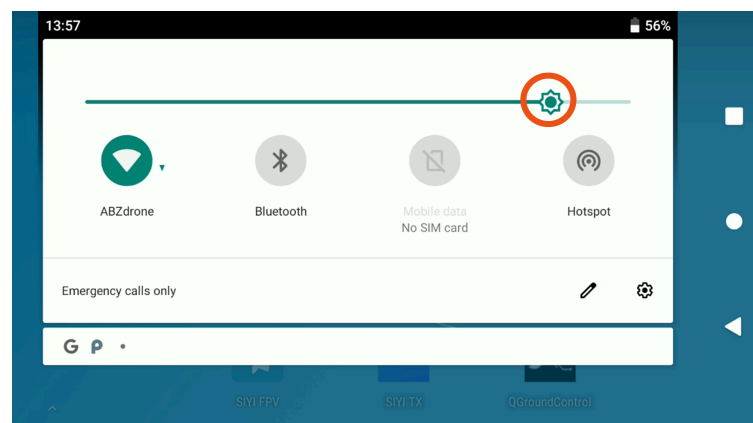 13:57 56%
ABZdrone Bluetooth Mobile data Hotspot
No SIM card
Emergency calls only
G P
SIYI FPV SIYI TX QGroundControl